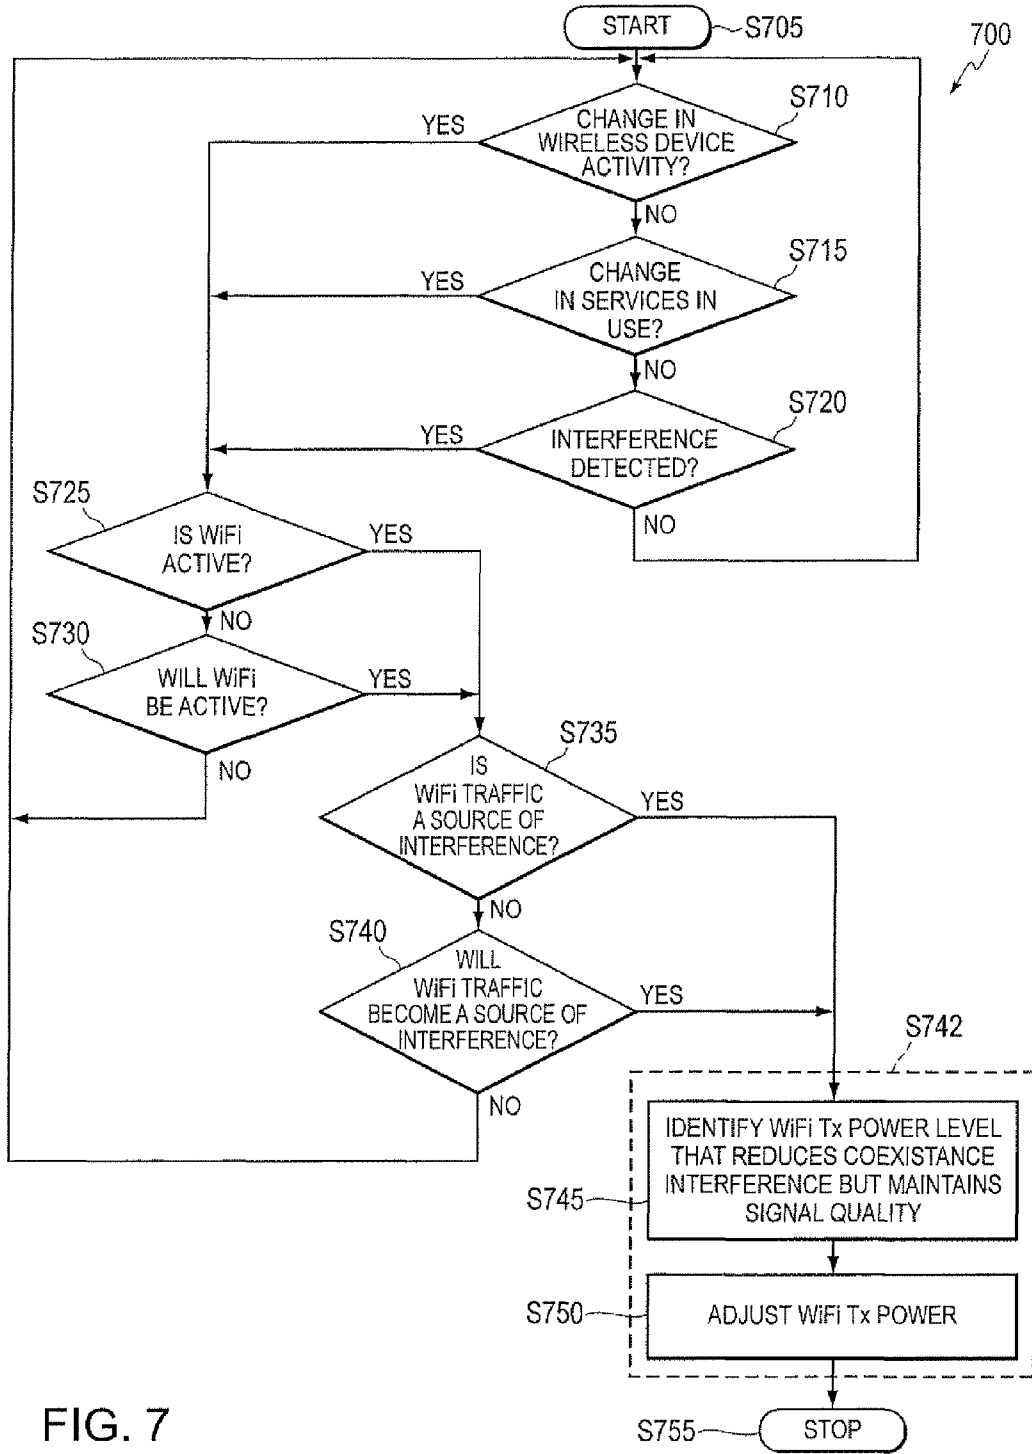 START
S705
700
S710
YES
CHANGE IN
WIRELESS DEVICE
ACTIVITY?
NO
S715
YES
CHANGE
IN SERVICES IN
USE?
NO
S720
YES
INTERFERENCE
DETECTED?
NO
S725
IS WiFi
ACTIVE?
YES
NO
S730
WILL WiFi
BE ACTIVE?
YES
NO
S735
IS
WiFi TRAFFIC
A SOURCE OF
INTERFERENCE?
YES
NO
S740
WILL
WiFi TRAFFIC
BECOME A SOURCE OF
INTERFERENCE?
YES
NO
S742
IDENTIFY WiFi Tx POWER LEVEL
THAT REDUCES COEXISTANCE
INTERFERENCE BUT MAINTAINS
SIGNAL QUALITY
S745
S750
ADJUST WiFi Tx POWER
S755
STOP
FIG. 7